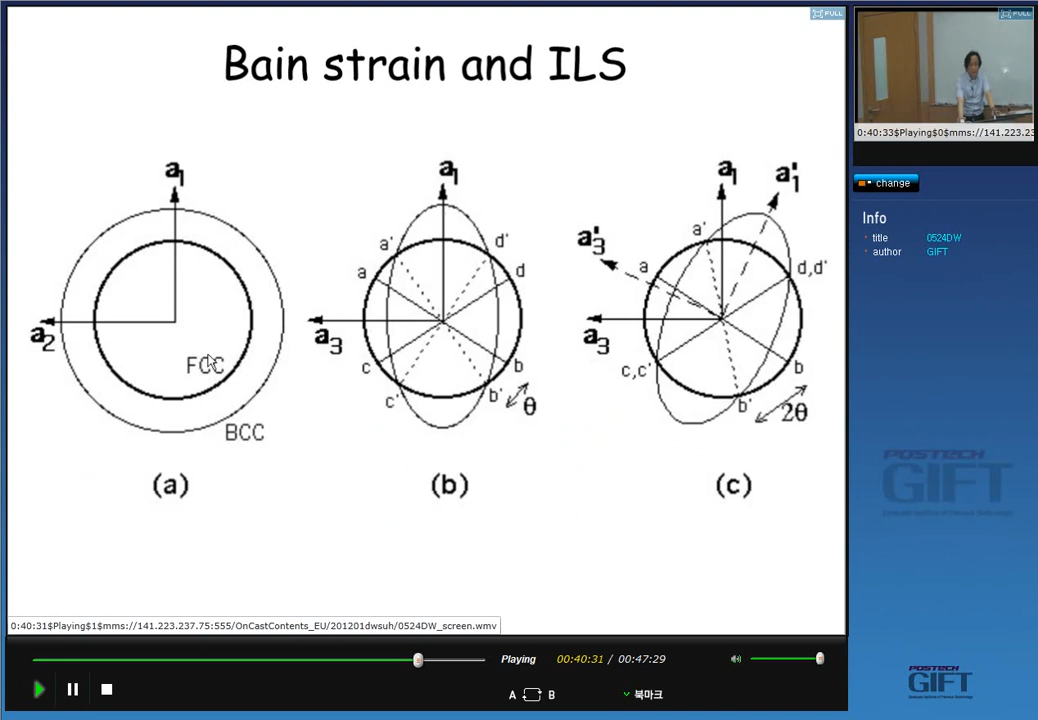 Bain strain and ILS
FULL
FULL
0:40:33$Playing$0$mms://141.223.23
change
Info
title 0524DW
author GIFT
a1
a2
FCC
BCC
(a)
a1
a' d'
a d
a3
c b
c' b'
θ
(b)
a1 a'1
a'3 a'
a d,d'
a3
c,c' b
b'
2θ
(c)
POSTECH
GIFT
0:40:31$Playing$1$mms://141.223.237.75:555/OnCastContents_EU/201201dwsuh/0524DW_screen.wmv
Playing 00:40:31 / 00:47:29
A B 북마크
POSTECH
GIFT